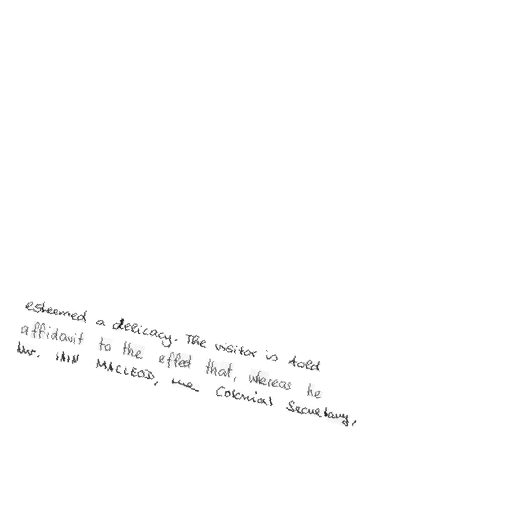 esteemed a delicacy. The visitor is told
affidavit to the effect that, whereas he
Mr. IAIN MACLEOD, the Colonial Secretary,